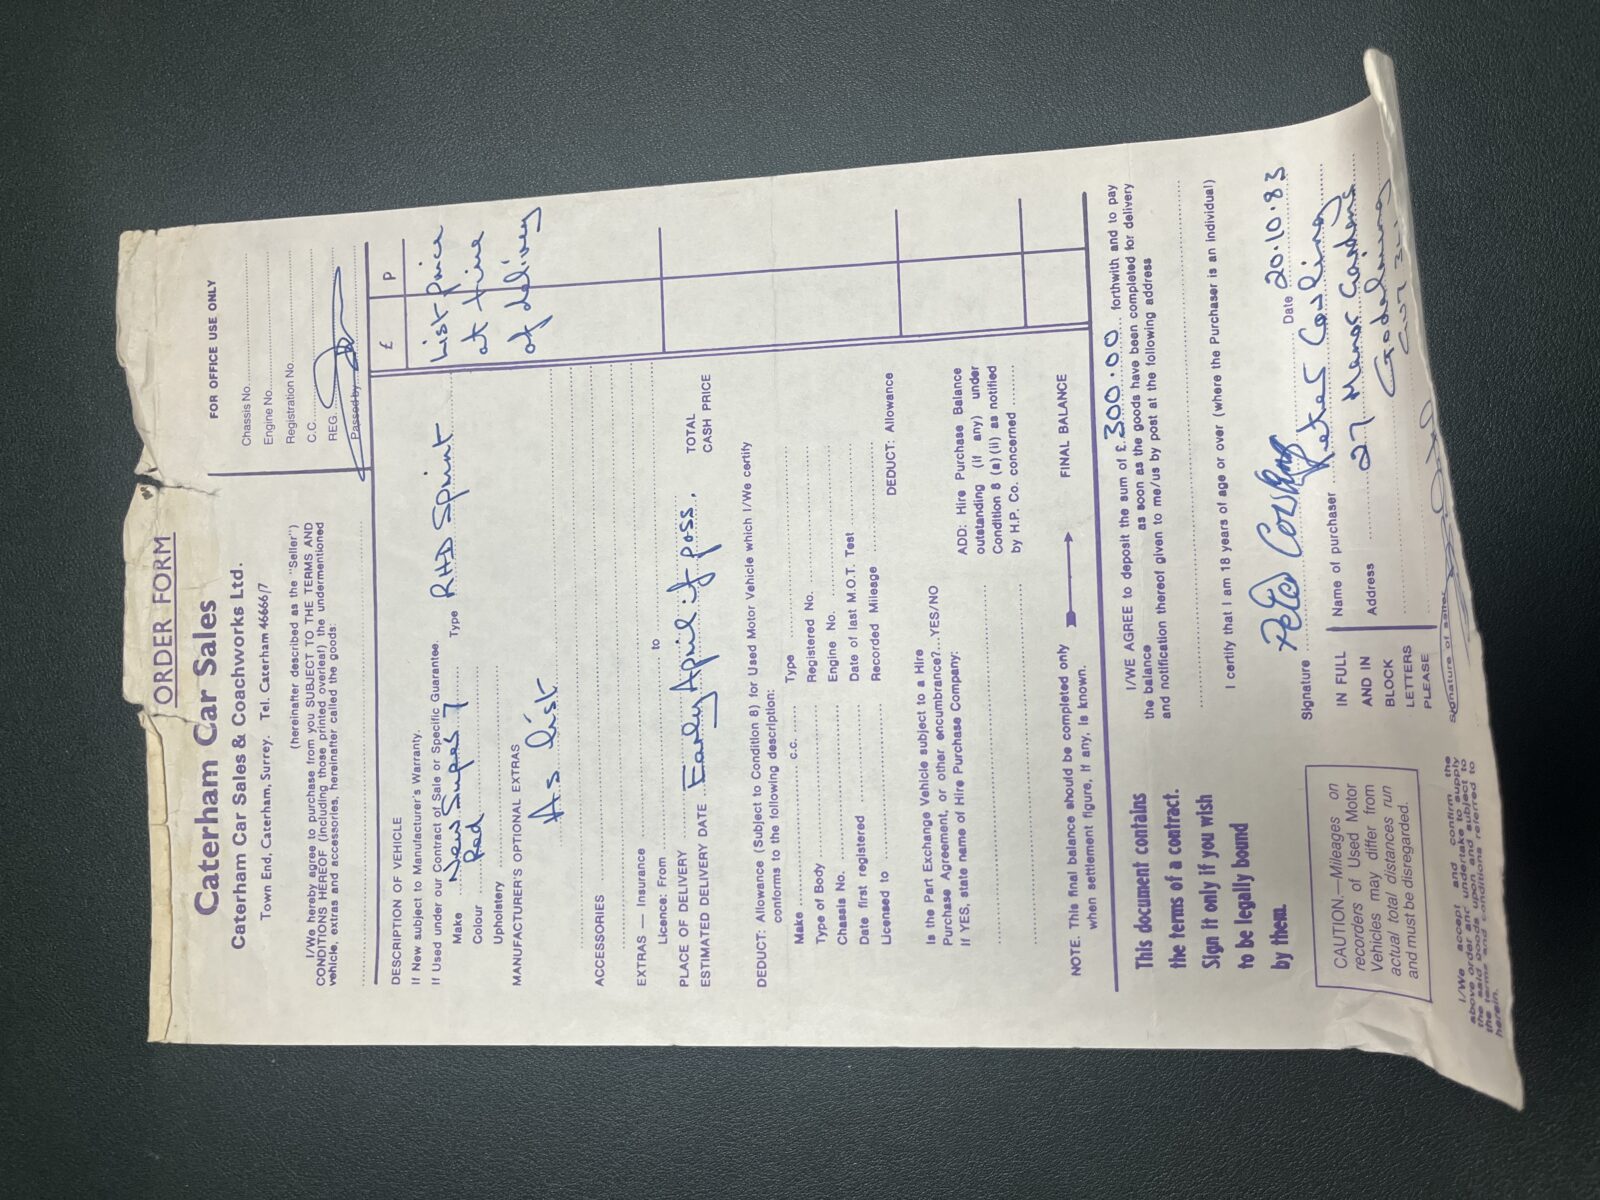 ORDER FORM
Caterham Car Sales
Caterham Car Sales & Coachworks Ltd.
Town End, Caterham, Surrey. Tel. Caterham 46666/7
(hereinafter described as the "Seller")
I/We hereby agree to purchase from you SUBJECT TO THE TERMS AND
CONDITIONS HEREOF (including those printed overleaf) the undermentioned
vehicle, extras and accessories, hereinafter called the goods:
FOR OFFICE USE ONLY
Chassis No.
Engine No.
Registration No.
C.C.
REG.
Passed by
£ P
DESCRIPTION OF VEHICLE
If New subject to Manufacturer's Warranty.
If Used under our Contract of Sale or Specific Guarantee.
Make New Super 7 Type RHD Sprint
Colour Red
Upholstery
List price
at time
of delivery
MANUFACTURER'S OPTIONAL EXTRAS
As list
ACCESSORIES
EXTRAS — Insurance
Licence: From to
PLACE OF DELIVERY
ESTIMATED DELIVERY DATE Early April if poss.
TOTAL
CASH PRICE
DEDUCT: Allowance (Subject to Condition 8) for Used Motor Vehicle which I/We certify
conforms to the following description:
Make c.c. Type
Type of Body Registered No.
Chassis No. Engine No.
Date first registered Date of last M.O.T. Test
Licensed to Recorded Mileage
DEDUCT: Allowance
Is the Part Exchange Vehicle subject to a Hire
Purchase Agreement, or other encumbrance?...YES/NO
If YES, state name of Hire Purchase Company:
ADD: Hire Purchase Balance
outstanding (if any) under
Condition 8 (a) (ii) as notified
by H.P. Co. concerned
NOTE. This final balance should be completed only
when settlement figure, if any, is known.
FINAL BALANCE
This document contains
the terms of a contract.
Sign it only if you wish
to be legally bound
by them.
I/WE AGREE to deposit the sum of £ 300.00 forthwith and to pay
the balance as soon as the goods have been completed for delivery
and notification thereof given to me/us by post at the following address
I certify that I am 18 years of age or over (where the Purchaser is an individual)
Signature Peter Cosling Date 20.10.83
IN FULL
AND IN
BLOCK
LETTERS
PLEASE
Name of purchaser Peter Cosling
Address 27 Manor Gardens
Godalming
CAUTION.—Mileages on
recorders of Used Motor
Vehicles may differ from
actual total distances run
and must be disregarded.
I/We accept and confirm the
above order and undertake to supply
the said goods upon and subject to
the terms and conditions referred to
herein.
Signature of seller